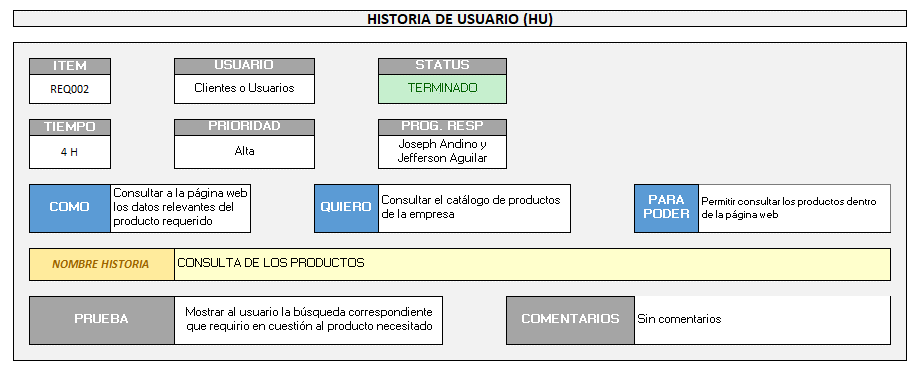 HISTORIA DE USUARIO (HU)
ITEM
USUARIO
STATUS
REQ002
Clientes o Usuarios
TERMINADO
TIEMPO
PRIORIDAD
PROG. RESP
4 H
Alta
Joseph Andino y
Jefferson Aguilar
COMO
Consultar a la página web
los datos relevantes del
producto requerido
QUIERO
Consultar el catálogo de productos
de la empresa
PARA
PODER
Permitir consultar los productos dentro
de la página web
NOMBRE HISTORIA
CONSULTA DE LOS PRODUCTOS
PRUEBA
Mostrar al usuario la búsqueda correspondiente
que requirio en cuestión al producto necesitado
COMENTARIOS
Sin comentarios